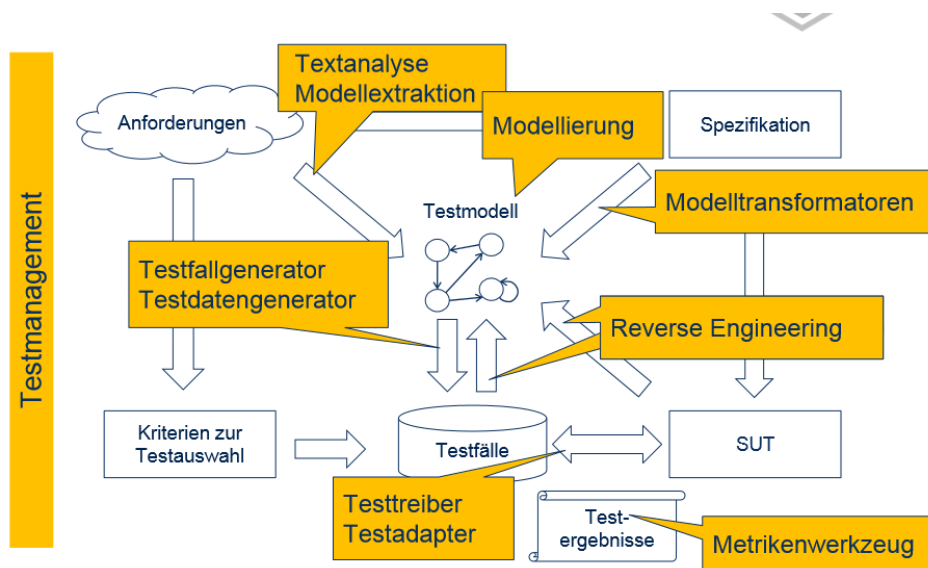 Testmanagement
Textanalyse
Modellextraktion
Anforderungen
Modellierung
Spezifikation
Testmodell
Modelltransformatoren
Testfallgenerator
Testdatengenerator
Reverse Engineering
Kriterien zur
Testauswahl
Testfälle
SUT
Testtreiber
Testadapter
Test-
ergebnisse
Metrikenwerkzeug